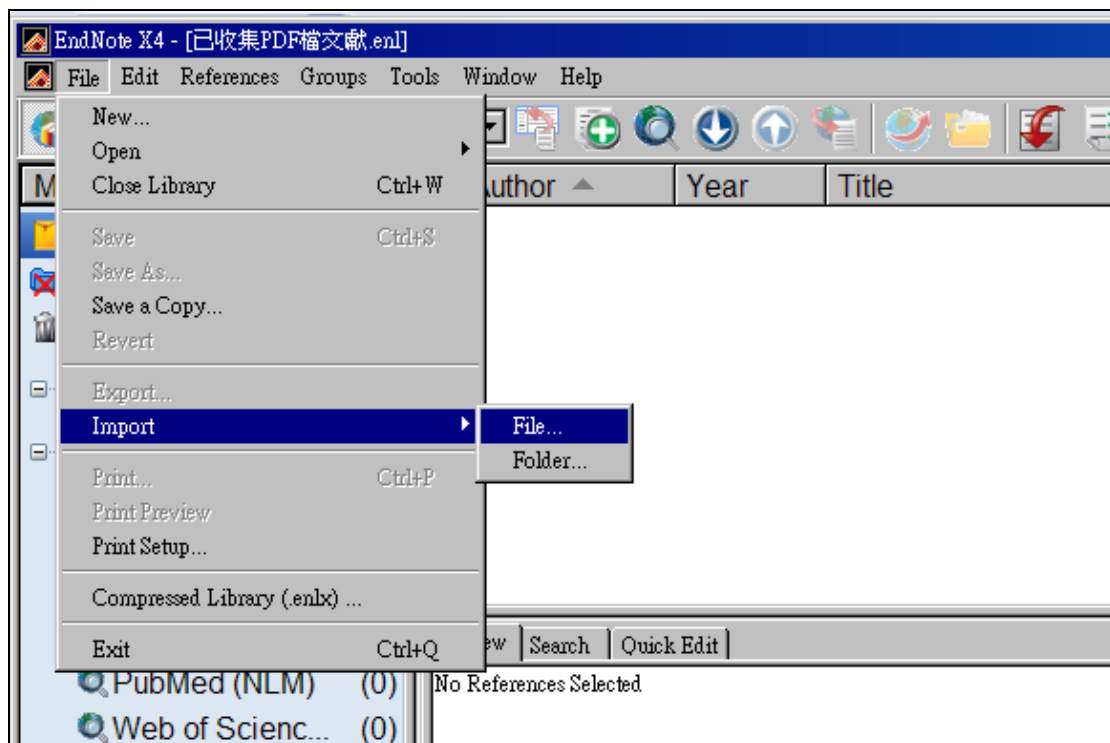 EndNote X4 - [已收集PDF檔文獻.enl]
File Edit References Groups Tools Window Help
New...
Open
Close Library Ctrl+W
Author Year Title
Save Ctrl+S
Save As...
Save a Copy...
Revert
Export...
Import
File...
Folder...
Print... Ctrl+P
Print Preview
Print Setup...
Compressed Library (.enlx) ...
Exit Ctrl+Q
Search Quick Edit
PubMed (NLM) (0)
No References Selected
Web of Scienc... (0)